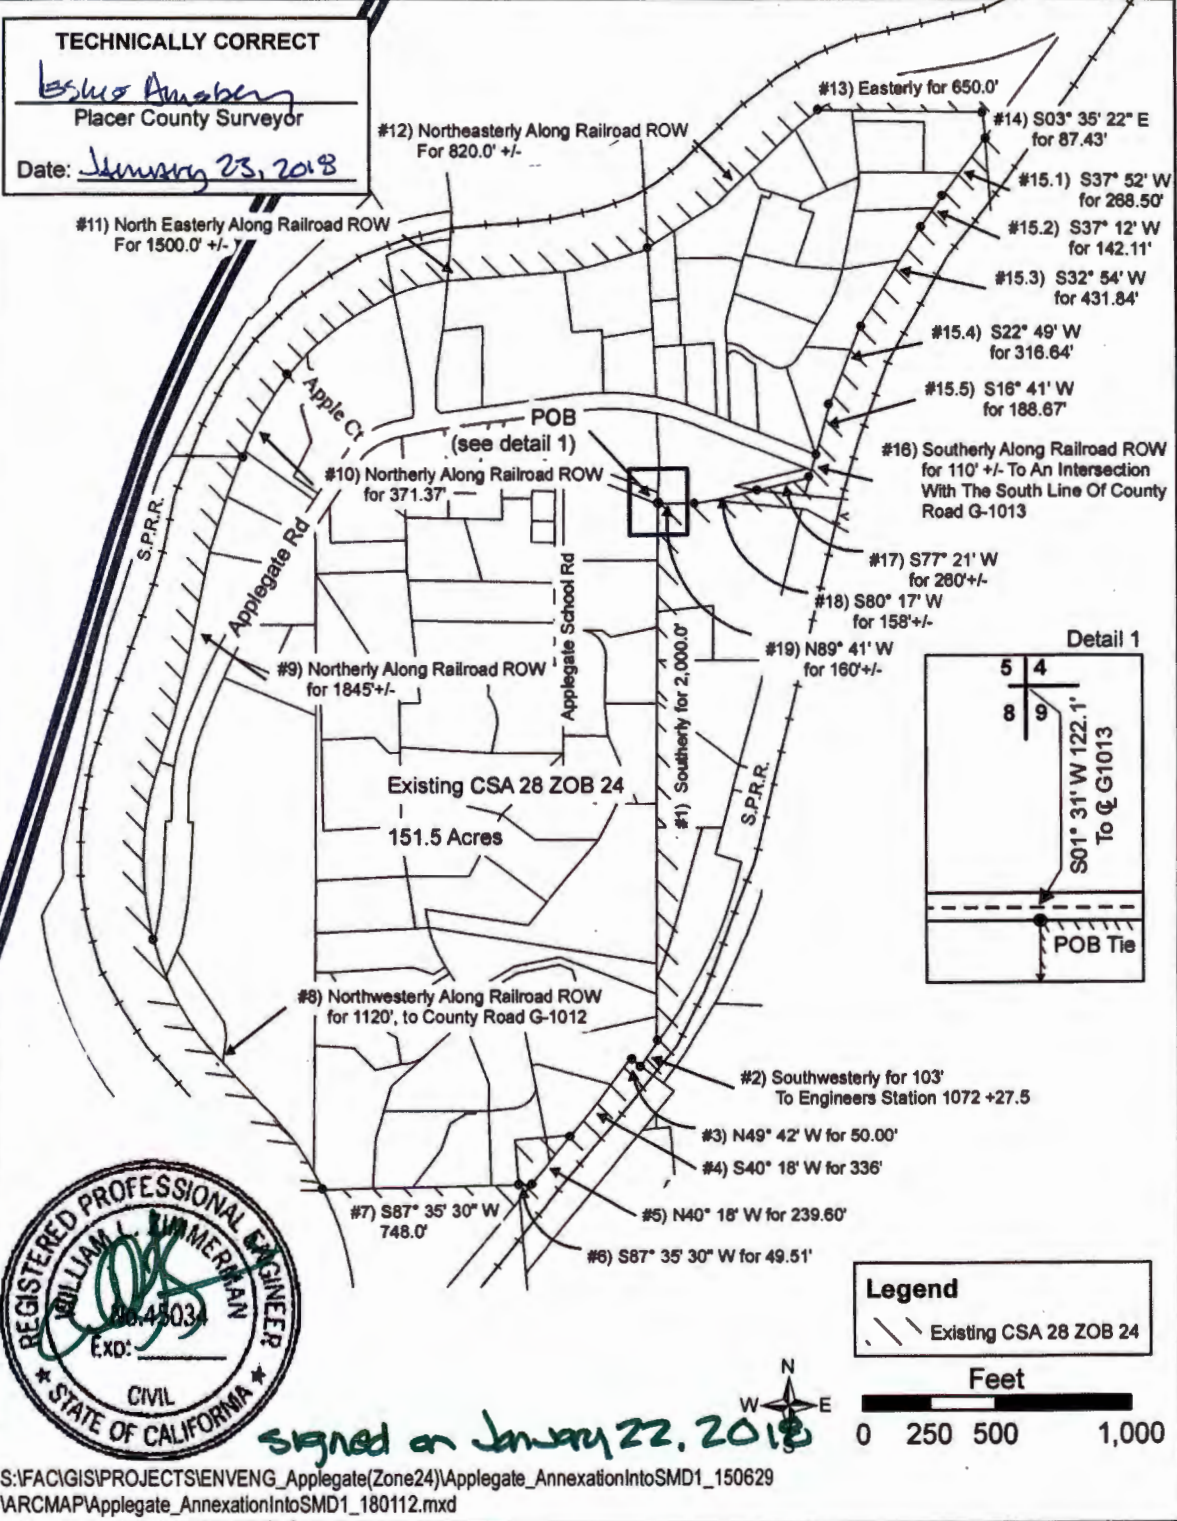 TECHNICALLY CORRECT
Placer County Surveyor
Date: January 23, 2018
#13) Easterly for 650.0'
#14) S03° 35' 22" E
for 87.43'
#12) Northeasterly Along Railroad ROW
For 820.0' +/-
#15.1) S37° 52' W
for 268.50'
#11) North Easterly Along Railroad ROW
For 1500.0' +/-
#15.2) S37° 12' W
for 142.11'
#15.3) S32° 54' W
for 431.84'
#15.4) S22° 49' W
for 316.64'
#15.5) S16° 41' W
for 188.67'
Apple Ct
POB
(see detail 1)
#16) Southerly Along Railroad ROW
for 110' +/- To An Intersection
With The South Line Of County
Road G-1013
#10) Northerly Along Railroad ROW
for 371.37'
S.P.R.R.
Applegate Rd
Applegate School Rd
#17) S77° 21' W
for 260'+/-
#18) S80° 17' W
for 158'+/-
#19) N89° 41' W
for 160'+/-
#9) Northerly Along Railroad ROW
for 1845'+/-
#1) Southerly for 2,000.0'
S.P.R.R.
Detail 1
5 4
8 9
S01° 31' W 122.1'
To ℄ G1013
POB Tie
Existing CSA 28 ZOB 24
151.5 Acres
#8) Northwesterly Along Railroad ROW
for 1120', to County Road G-1012
#2) Southwesterly for 103'
To Engineers Station 1072 +27.5
#3) N49° 42' W for 50.00'
#4) S40° 18' W for 336'
#5) N40° 18' W for 239.60'
#6) S87° 35' 30" W for 49.51'
#7) S87° 35' 30" W
748.0'
REGISTERED PROFESSIONAL ENGINEER
WILLIAM L. ZIMMERMAN
No.45034
Exp:
CIVIL
STATE OF CALIFORNIA
signed on January 22, 2018
Legend
Existing CSA 28 ZOB 24
Feet
0 250 500 1,000
N
W E
S
S:\FAC\GIS\PROJECTS\ENVENG_Applegate(Zone24)\Applegate_AnnexationIntoSMD1_150629
\ARCMAP\Applegate_AnnexationIntoSMD1_180112.mxd